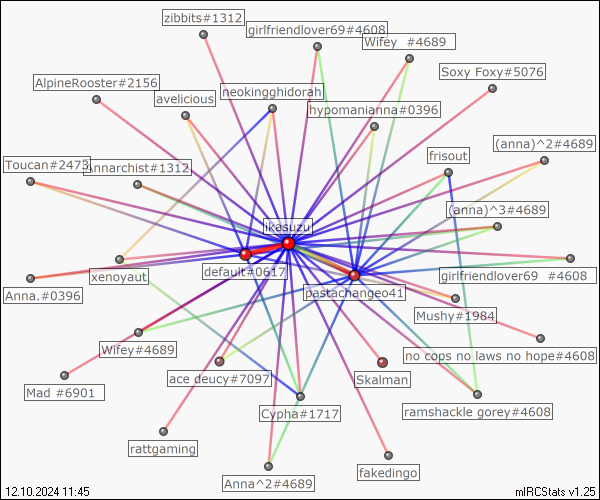 zibbits#1312
girlfriendlover69#4608
Wifey #4689
Soxy Foxy#5076
AlpineRooster#2156
avelicious
neokingghidorah
hypomanianna#0396
frisout
(anna)^2#4689
Toucan#2473
Annarchist#1312
(anna)^3#4689
ikasuzu
default#0617
xenoyaut
girlfriendlover69 #4608
Anna.#0396
pastachangeo41
Mushy#1984
Wifey#4689
no cops no laws no hope#4608
ace deucy#7097
Skalman
Mad #6901
Cypha#1717
ramshackle gorey#4608
rattgaming
fakedingo
Anna^2#4689
12.10.2024 11:45
mIRCStats v1.25